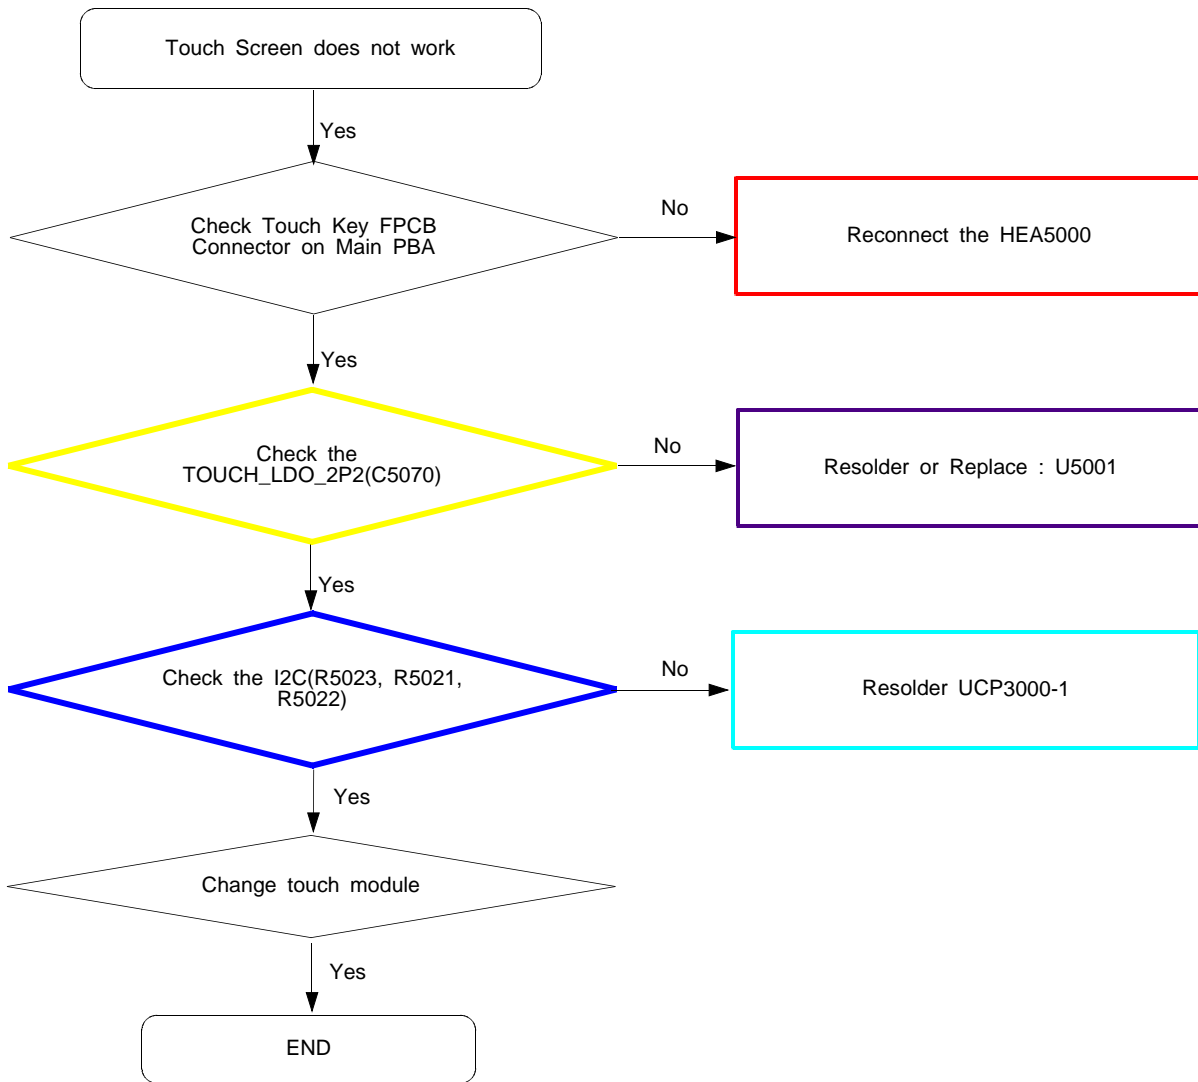 Touch Screen does not work
Yes
Check Touch Key FPCB
Connector on Main PBA
No
Reconnect the HEA5000
Yes
Check the
TOUCH_LDO_2P2(C5070)
No
Resolder or Replace : U5001
Yes
Check the I2C(R5023, R5021,
R5022)
No
Resolder UCP3000-1
Yes
Change touch module
Yes
END